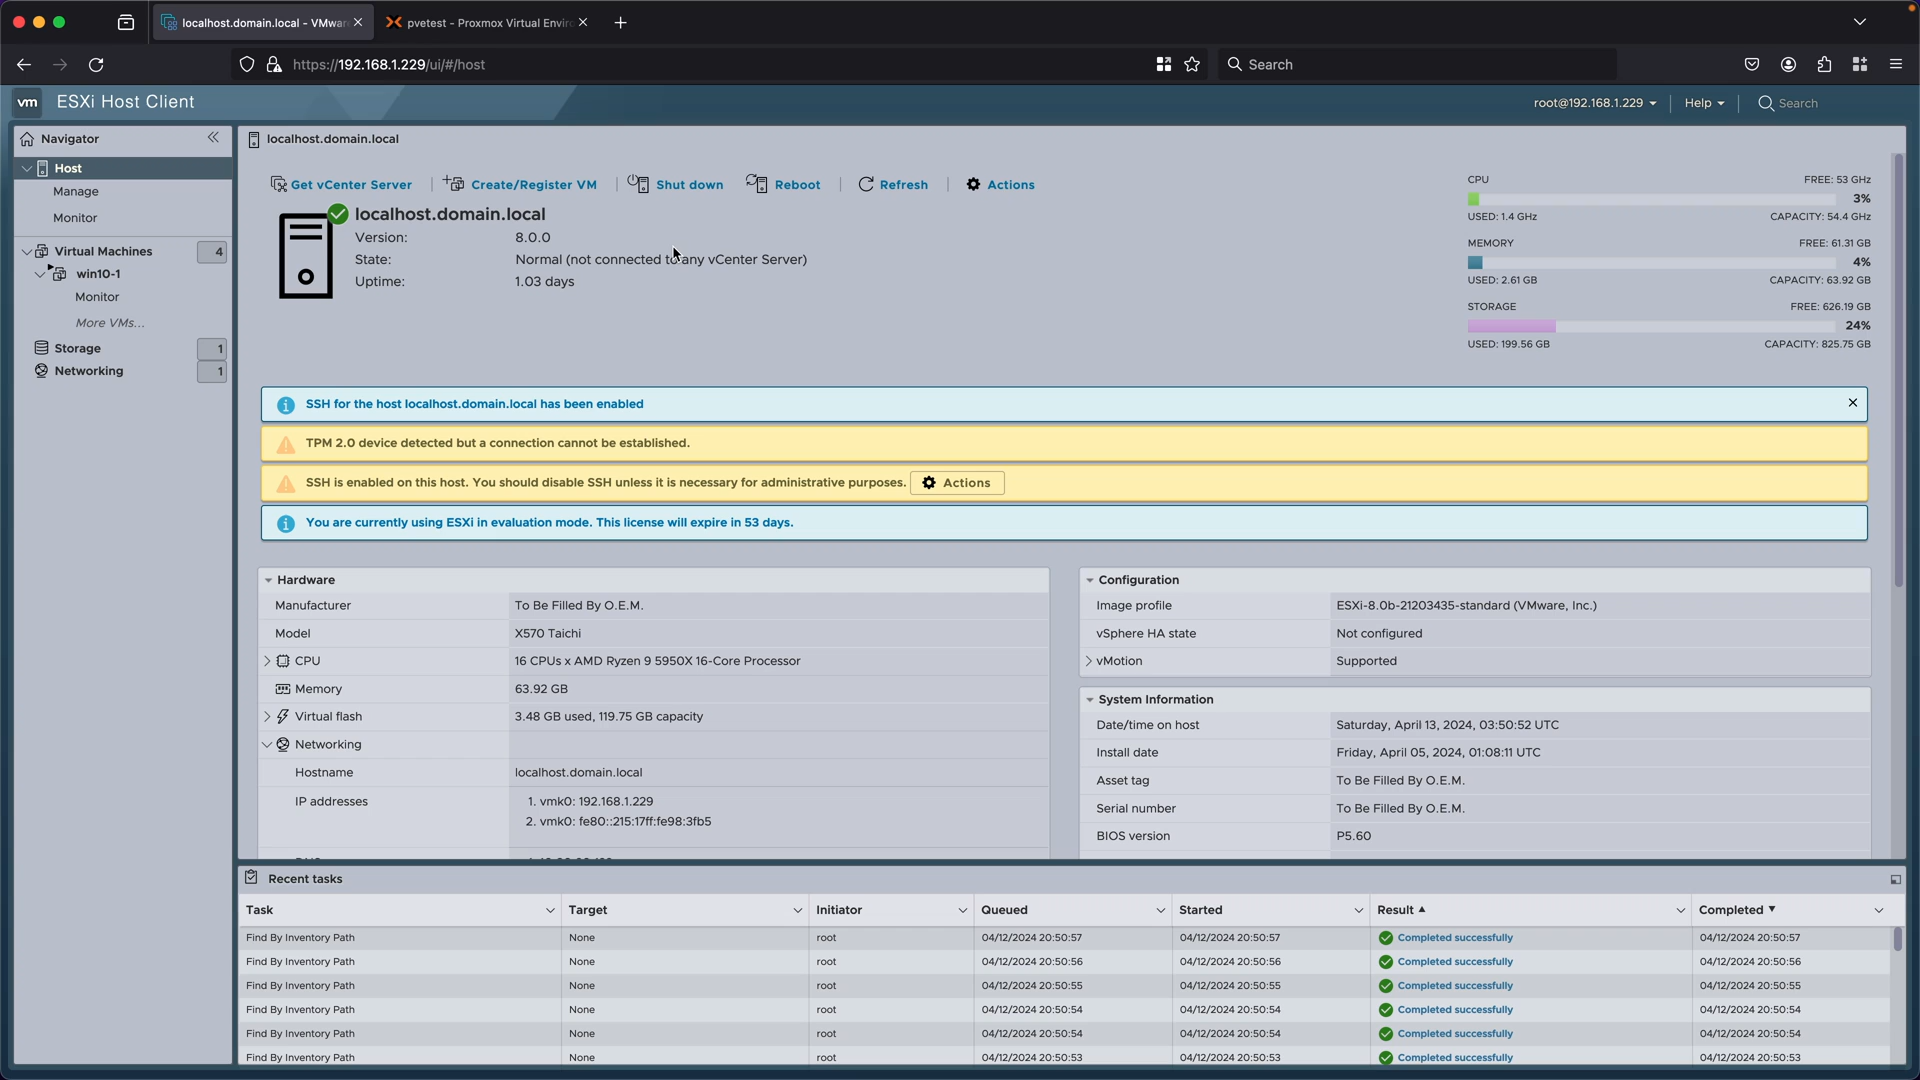 localhost.domain.local - VMwar
pvetest - Proxmox Virtual Enviro
https://192.168.1.229/ui/#/host
Search
vm
ESXi Host Client
root@192.168.1.229
Help
Search
Navigator
Host
Manage
Monitor
Virtual Machines 4
win10-1
Monitor
More VMs...
Storage 1
Networking 1
localhost.domain.local
Get vCenter Server
Create/Register VM
Shut down
Reboot
Refresh
Actions
localhost.domain.local
Version: 8.0.0
State: Normal (not connected to any vCenter Server)
Uptime: 1.03 days
CPU FREE: 53 GHz
3%
USED: 1.4 GHz CAPACITY: 54.4 GHz
MEMORY FREE: 61.31 GB
4%
USED: 2.61 GB CAPACITY: 63.92 GB
STORAGE FREE: 626.19 GB
24%
USED: 199.56 GB CAPACITY: 825.75 GB
SSH for the host localhost.domain.local has been enabled
TPM 2.0 device detected but a connection cannot be established.
SSH is enabled on this host. You should disable SSH unless it is necessary for administrative purposes. Actions
You are currently using ESXi in evaluation mode. This license will expire in 53 days.
Hardware
Manufacturer To Be Filled By O.E.M.
Model X570 Taichi
CPU 16 CPUs x AMD Ryzen 9 5950X 16-Core Processor
Memory 63.92 GB
Virtual flash 3.48 GB used, 119.75 GB capacity
Networking
Hostname localhost.domain.local
IP addresses 1. vmk0: 192.168.1.229
2. vmk0: fe80::215:17ff:fe98:3fb5
Configuration
Image profile ESXi-8.0b-21203435-standard (VMware, Inc.)
vSphere HA state Not configured
vMotion Supported
System Information
Date/time on host Saturday, April 13, 2024, 03:50:52 UTC
Install date Friday, April 05, 2024, 01:08:11 UTC
Asset tag To Be Filled By O.E.M.
Serial number To Be Filled By O.E.M.
BIOS version P5.60
Recent tasks
Task Target Initiator Queued Started Result Completed
Find By Inventory Path None root 04/12/2024 20:50:57 04/12/2024 20:50:57 Completed successfully 04/12/2024 20:50:57
Find By Inventory Path None root 04/12/2024 20:50:56 04/12/2024 20:50:56 Completed successfully 04/12/2024 20:50:56
Find By Inventory Path None root 04/12/2024 20:50:55 04/12/2024 20:50:55 Completed successfully 04/12/2024 20:50:55
Find By Inventory Path None root 04/12/2024 20:50:54 04/12/2024 20:50:54 Completed successfully 04/12/2024 20:50:54
Find By Inventory Path None root 04/12/2024 20:50:54 04/12/2024 20:50:54 Completed successfully 04/12/2024 20:50:54
Find By Inventory Path None root 04/12/2024 20:50:53 04/12/2024 20:50:53 Completed successfully 04/12/2024 20:50:53